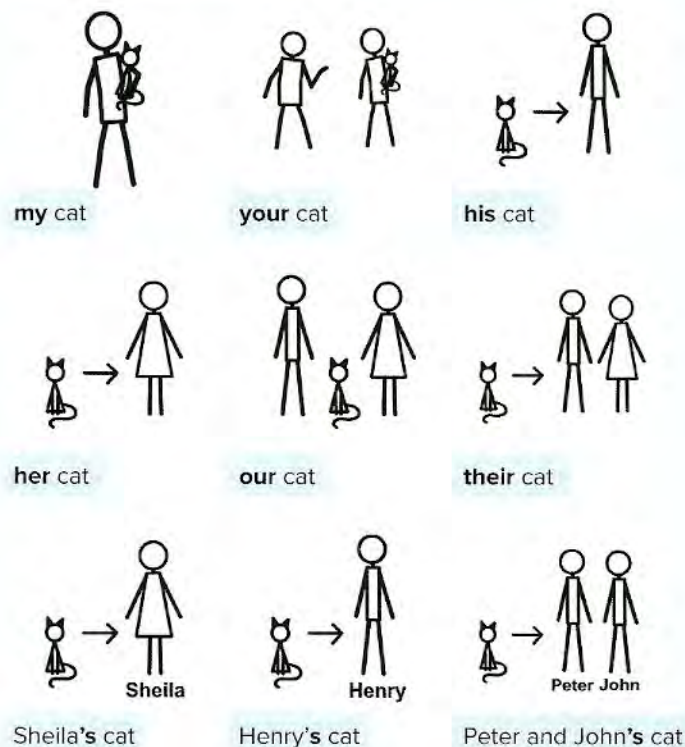 my cat
your cat
his cat
her cat
our cat
their cat
Sheila
Henry
Peter John
Sheila's cat
Henry's cat
Peter and John's cat